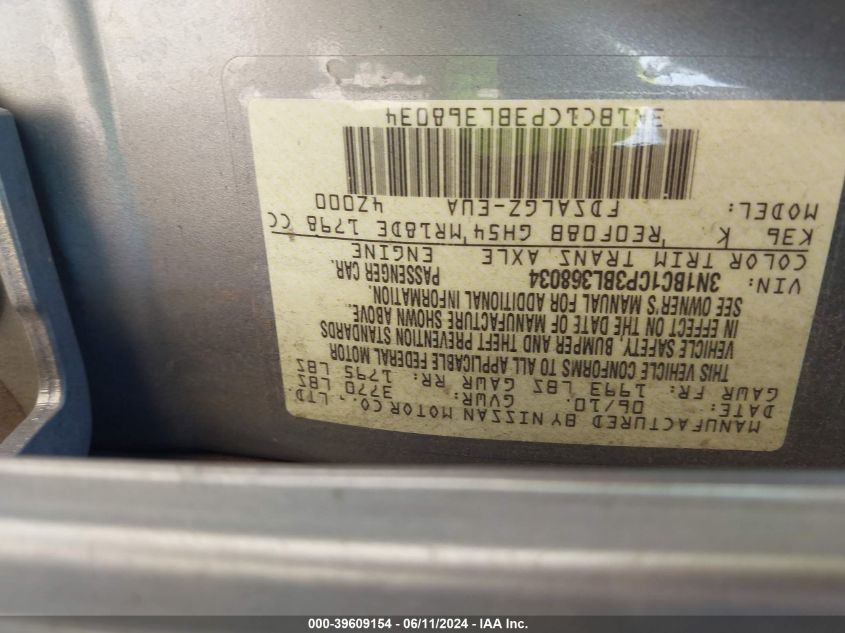 MANUFACTURED BY NISSAN MOTOR CO., LTD.
DATE: 06/10 GVWR: 3770 LBS
GAWR FR: 1993 LBS GAWR RR: 1795 LBS
THIS VEHICLE CONFORMS TO ALL APPLICABLE FEDERAL MOTOR
VEHICLE SAFETY, BUMPER AND THEFT PREVENTION STANDARDS
IN EFFECT ON THE DATE OF MANUFACTURE SHOWN ABOVE.
SEE OWNER'S MANUAL FOR ADDITIONAL INFORMATION.
VIN: 3N1BC1CP3BL368034 PASSENGER CAR.
COLOR TRIM TRANS AXLE ENGINE
K36 K RE0F08B GH54 MR18DE 1798 CC
MODEL: FDSALGZ-EUA 4Z000
3N1BC1CP3BL368034
000-39609154 - 06/11/2024 - IAA Inc.